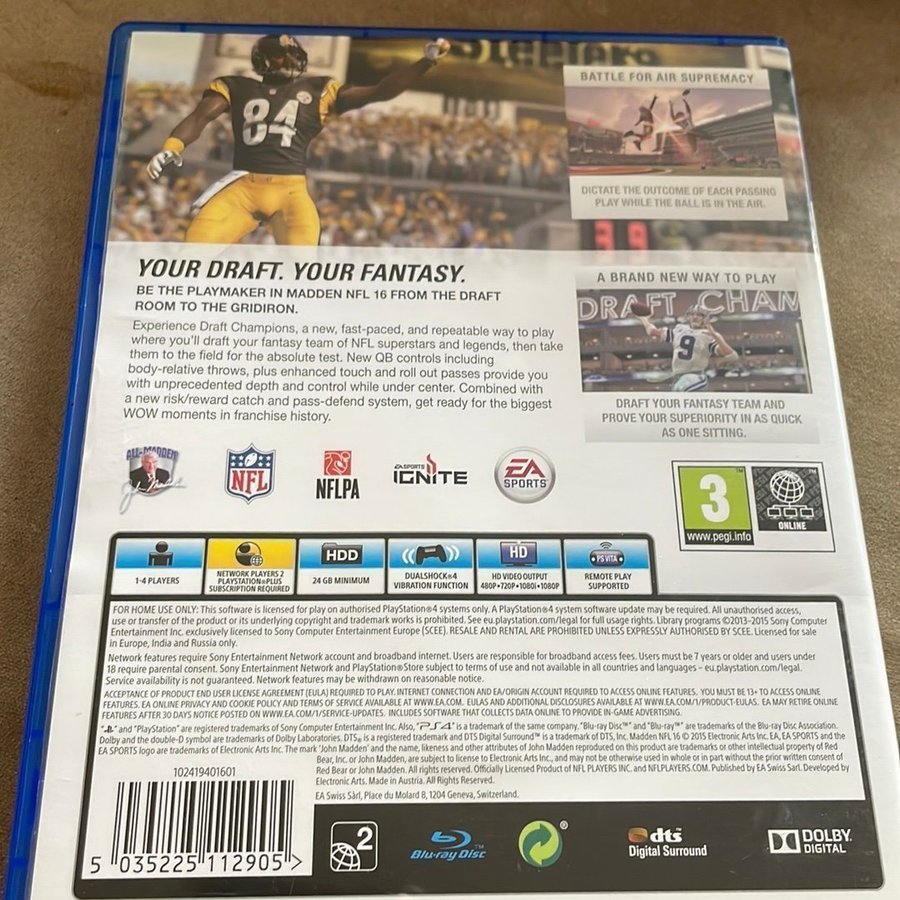 Steelers
84
BATTLE FOR AIR SUPREMACY
DICTATE THE OUTCOME OF EACH PASSING
PLAY WHILE THE BALL IS IN THE AIR.
YOUR DRAFT. YOUR FANTASY.
BE THE PLAYMAKER IN MADDEN NFL 16 FROM THE DRAFT
ROOM TO THE GRIDIRON.
Experience Draft Champions, a new, fast-paced, and repeatable way to play
where you'll draft your fantasy team of NFL superstars and legends, then take
them to the field for the absolute test. New QB controls including
body-relative throws, plus enhanced touch and roll out passes provide you
with unprecedented depth and control while under center. Combined with
a new risk/reward catch and pass-defend system, get ready for the biggest
WOW moments in franchise history.
A BRAND NEW WAY TO PLAY
DRAFT CHAM
9
DRAFT YOUR FANTASY TEAM AND
PROVE YOUR SUPERIORITY IN AS QUICK
AS ONE SITTING.
ALL-MADDEN
NFL
NFLPA
EA SPORTS
IGNITE
EA
SPORTS
3
www.pegi.info
ONLINE
1-4 PLAYERS
NETWORK PLAYERS 2
PLAYSTATION®PLUS
SUBSCRIPTION REQUIRED
HDD
24 GB MINIMUM
DUALSHOCK®4
VIBRATION FUNCTION
HD
HD VIDEO OUTPUT
480P•720P•1080i•1080P
PS VITA
REMOTE PLAY
SUPPORTED
FOR HOME USE ONLY: This software is licensed for play on authorised PlayStation®4 systems only. A PlayStation®4 system software update may be required. All unauthorised access,
use or transfer of the product or its underlying copyright and trademark works is prohibited. See eu.playstation.com/legal for full usage rights. Library programs ©2013-2015 Sony Computer
Entertainment Inc. exclusively licensed to Sony Computer Entertainment Europe (SCEE). RESALE AND RENTAL ARE PROHIBITED UNLESS EXPRESSLY AUTHORISED BY SCEE. Licensed for sale
in Europe, India and Russia only.
Network features require Sony Entertainment Network account and broadband internet. Users are responsible for broadband access fees. Users must be 7 years or older and users under
18 require parental consent. Sony Entertainment Network and PlayStation®Store subject to terms of use and not available in all countries and languages – eu.playstation.com/legal.
Service availability is not guaranteed. Network features may be withdrawn on reasonable notice.
ACCEPTANCE OF PRODUCT END USER LICENSE AGREEMENT (EULA) REQUIRED TO PLAY. INTERNET CONNECTION AND EA/ORIGIN ACCOUNT REQUIRED TO ACCESS ONLINE FEATURES. YOU MUST BE 13+ TO ACCESS ONLINE
FEATURES. EA ONLINE PRIVACY AND COOKIE POLICY AND TERMS OF SERVICE AVAILABLE AT WWW.EA.COM. EULAS AND ADDITIONAL DISCLOSURES AVAILABLE AT WWW.EA.COM/1/PRODUCT-EULAS. EA MAY RETIRE ONLINE
FEATURES AFTER 30 DAYS NOTICE POSTED ON WWW.EA.COM/1/SERVICE-UPDATES. INCLUDES SOFTWARE THAT COLLECTS DATA ONLINE TO PROVIDE IN-GAME ADVERTISING.
" " and "PlayStation" are registered trademarks of Sony Computer Entertainment Inc. Also, "PS4" is a trademark of the same company. "Blu-ray Disc™" and "Blu-ray™" are trademarks of the Blu-ray Disc Association.
Dolby and the double-D symbol are trademarks of Dolby Laboratories. DTS, is a registered trademark and DTS Digital Surround™ is a trademark of DTS, Inc. Madden NFL 16 © 2015 Electronic Arts Inc. EA, EA SPORTS and the
EA SPORTS logo are trademarks of Electronic Arts Inc. The mark 'John Madden' and the name, likeness and other attributes of John Madden reproduced on this product are trademarks or other intellectual property of Red
Bear, Inc. or John Madden, are subject to license to Electronic Arts Inc., and may not be otherwise used in whole or in part without the prior written consent of
Red Bear or John Madden. All rights reserved. Officially Licensed Product of NFL PLAYERS INC. and NFLPLAYERS.COM. Published by EA Swiss Sarl. Developed by
Electronic Arts. Made in Austria. All Rights Reserved.
EA Swiss Sàrl, Place du Molard 8, 1204 Geneva, Switzerland.
102419401601
5 035225 112905 >
2
Blu-ray Disc
®
dts
Digital Surround
DOLBY
DIGITAL